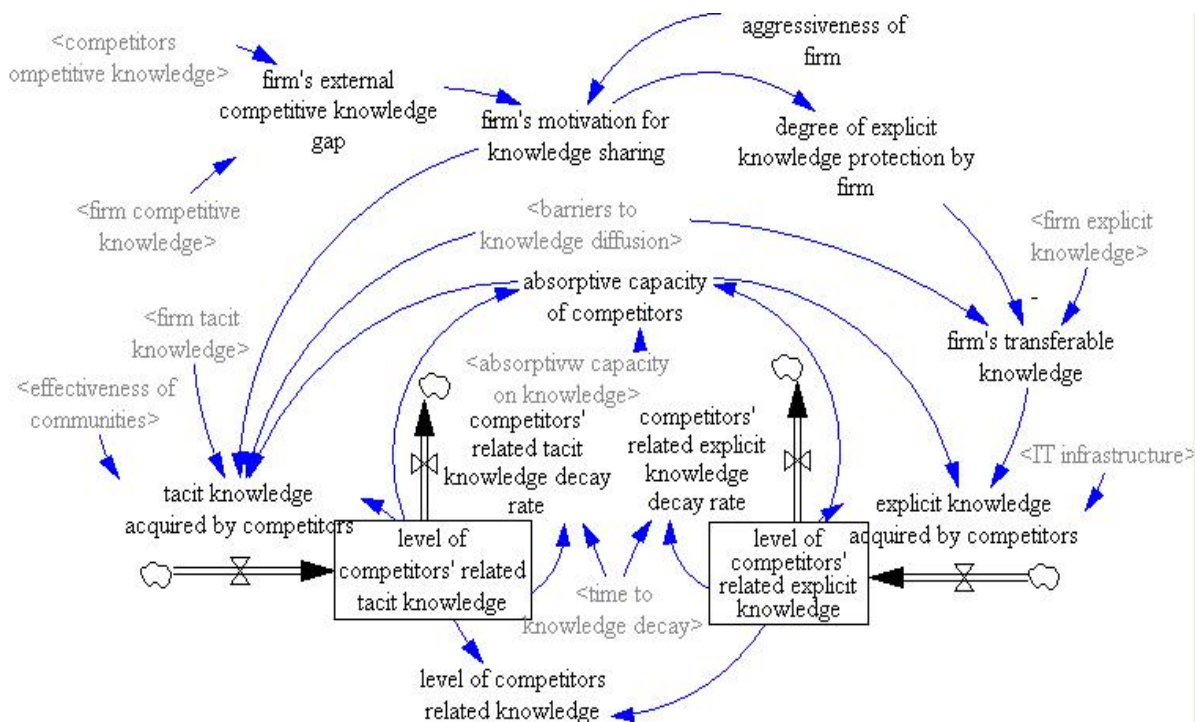 <competitors
ompetitive knowledge>
firm's external
competitive knowledge
gap
aggressiveness of
firm
firm's motivation for
knowledge sharing
degree of explicit
knowledge protection by
firm
<firm competitive
knowledge>
<barriers to
knowledge diffusion>
<firm explicit
knowledge>
absorptive capacity
of competitors
-
<firm tacit
knowledge>
firm's transferable
knowledge
<effectiveness of
communities>
<absorptivw capacity
on knowledge>
competitors'
related tacit
knowledge decay
rate
competitors'
related explicit
knowledge
decay rate
<IT infrastructure>
tacit knowledge
acquired by competitors
explicit knowledge
acquired by competitors
level of
competitors' related
tacit knowledge
level of
competitors'
related explicit
knowledge
<time to
knowledge decay>
level of competitors
related knowledge